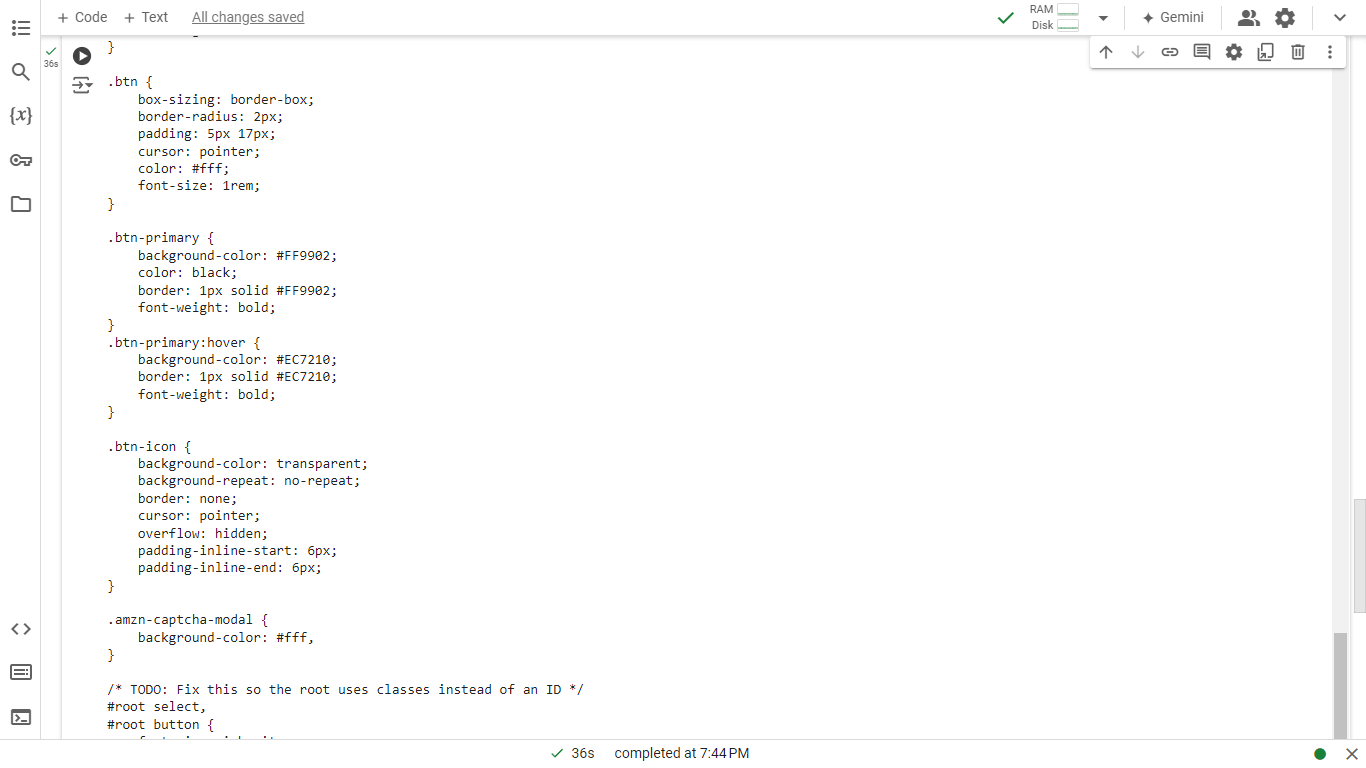 + Code + Text All changes saved
RAM
Disk
Gemini
36s
}
.btn {
    box-sizing: border-box;
    border-radius: 2px;
    padding: 5px 17px;
    cursor: pointer;
    color: #fff;
    font-size: 1rem;
}
.btn-primary {
    background-color: #FF9902;
    color: black;
    border: 1px solid #FF9902;
    font-weight: bold;
}
.btn-primary:hover {
    background-color: #EC7210;
    border: 1px solid #EC7210;
    font-weight: bold;
}
.btn-icon {
    background-color: transparent;
    background-repeat: no-repeat;
    border: none;
    cursor: pointer;
    overflow: hidden;
    padding-inline-start: 6px;
    padding-inline-end: 6px;
}
.amzn-captcha-modal {
    background-color: #fff,
}
/* TODO: Fix this so the root uses classes instead of an ID */
#root select,
#root button {
36s completed at 7:44 PM